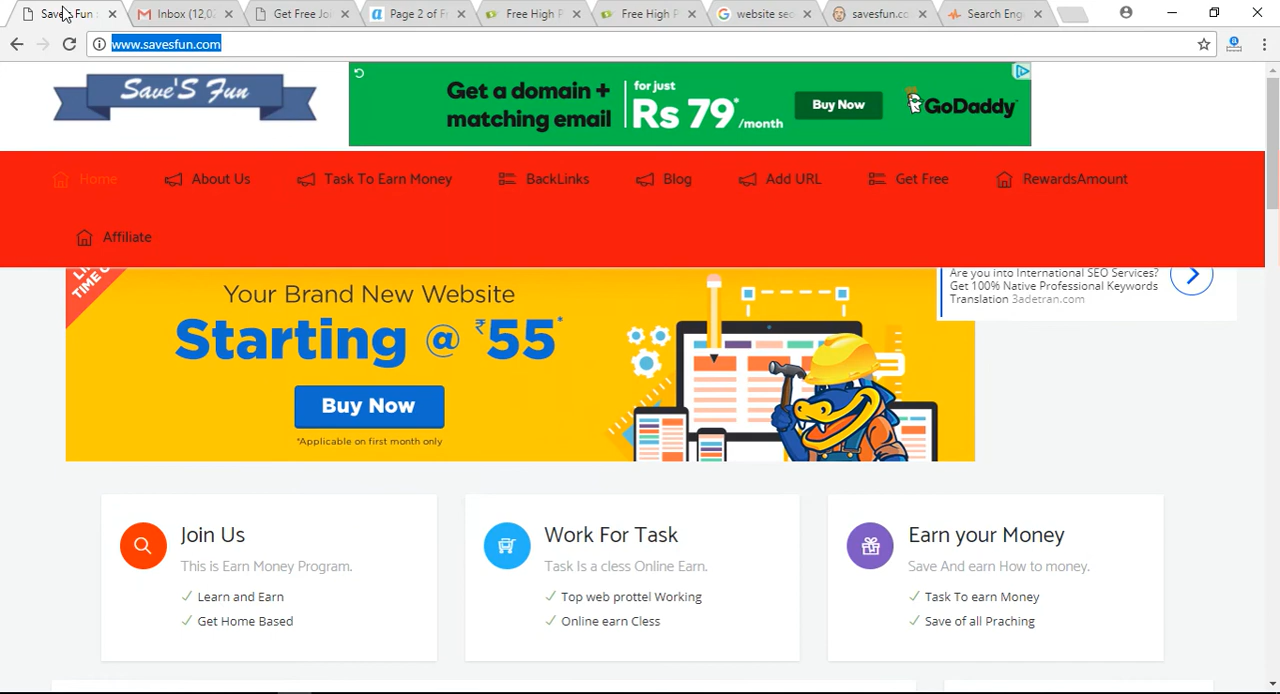 Save'S Fun
Inbox (12,0
Get Free Joi
Page 2 of F
Free High P
Free High P
website seo
savesfun.co
Search Eng
www.savesfun.com
Save'S Fun
Get a domain +
matching email
for just
Rs 79*
/month
Buy Now
GoDaddy
Home
About Us
Task To Earn Money
BackLinks
Blog
Add URL
Get Free
RewardsAmount
Affiliate
TIME
Your Brand New Website
Starting @ ₹55*
Buy Now
*Applicable on first month only
Are you into International SEO Services?
Get 100% Native Professional Keywords
Translation 3adetran.com
Join Us
This is Earn Money Program.
Learn and Earn
Get Home Based
Work For Task
Task Is a cless Online Earn.
Top web prottel Working
Online earn Cless
Earn your Money
Save And earn How to money.
Task To earn Money
Save of all Praching